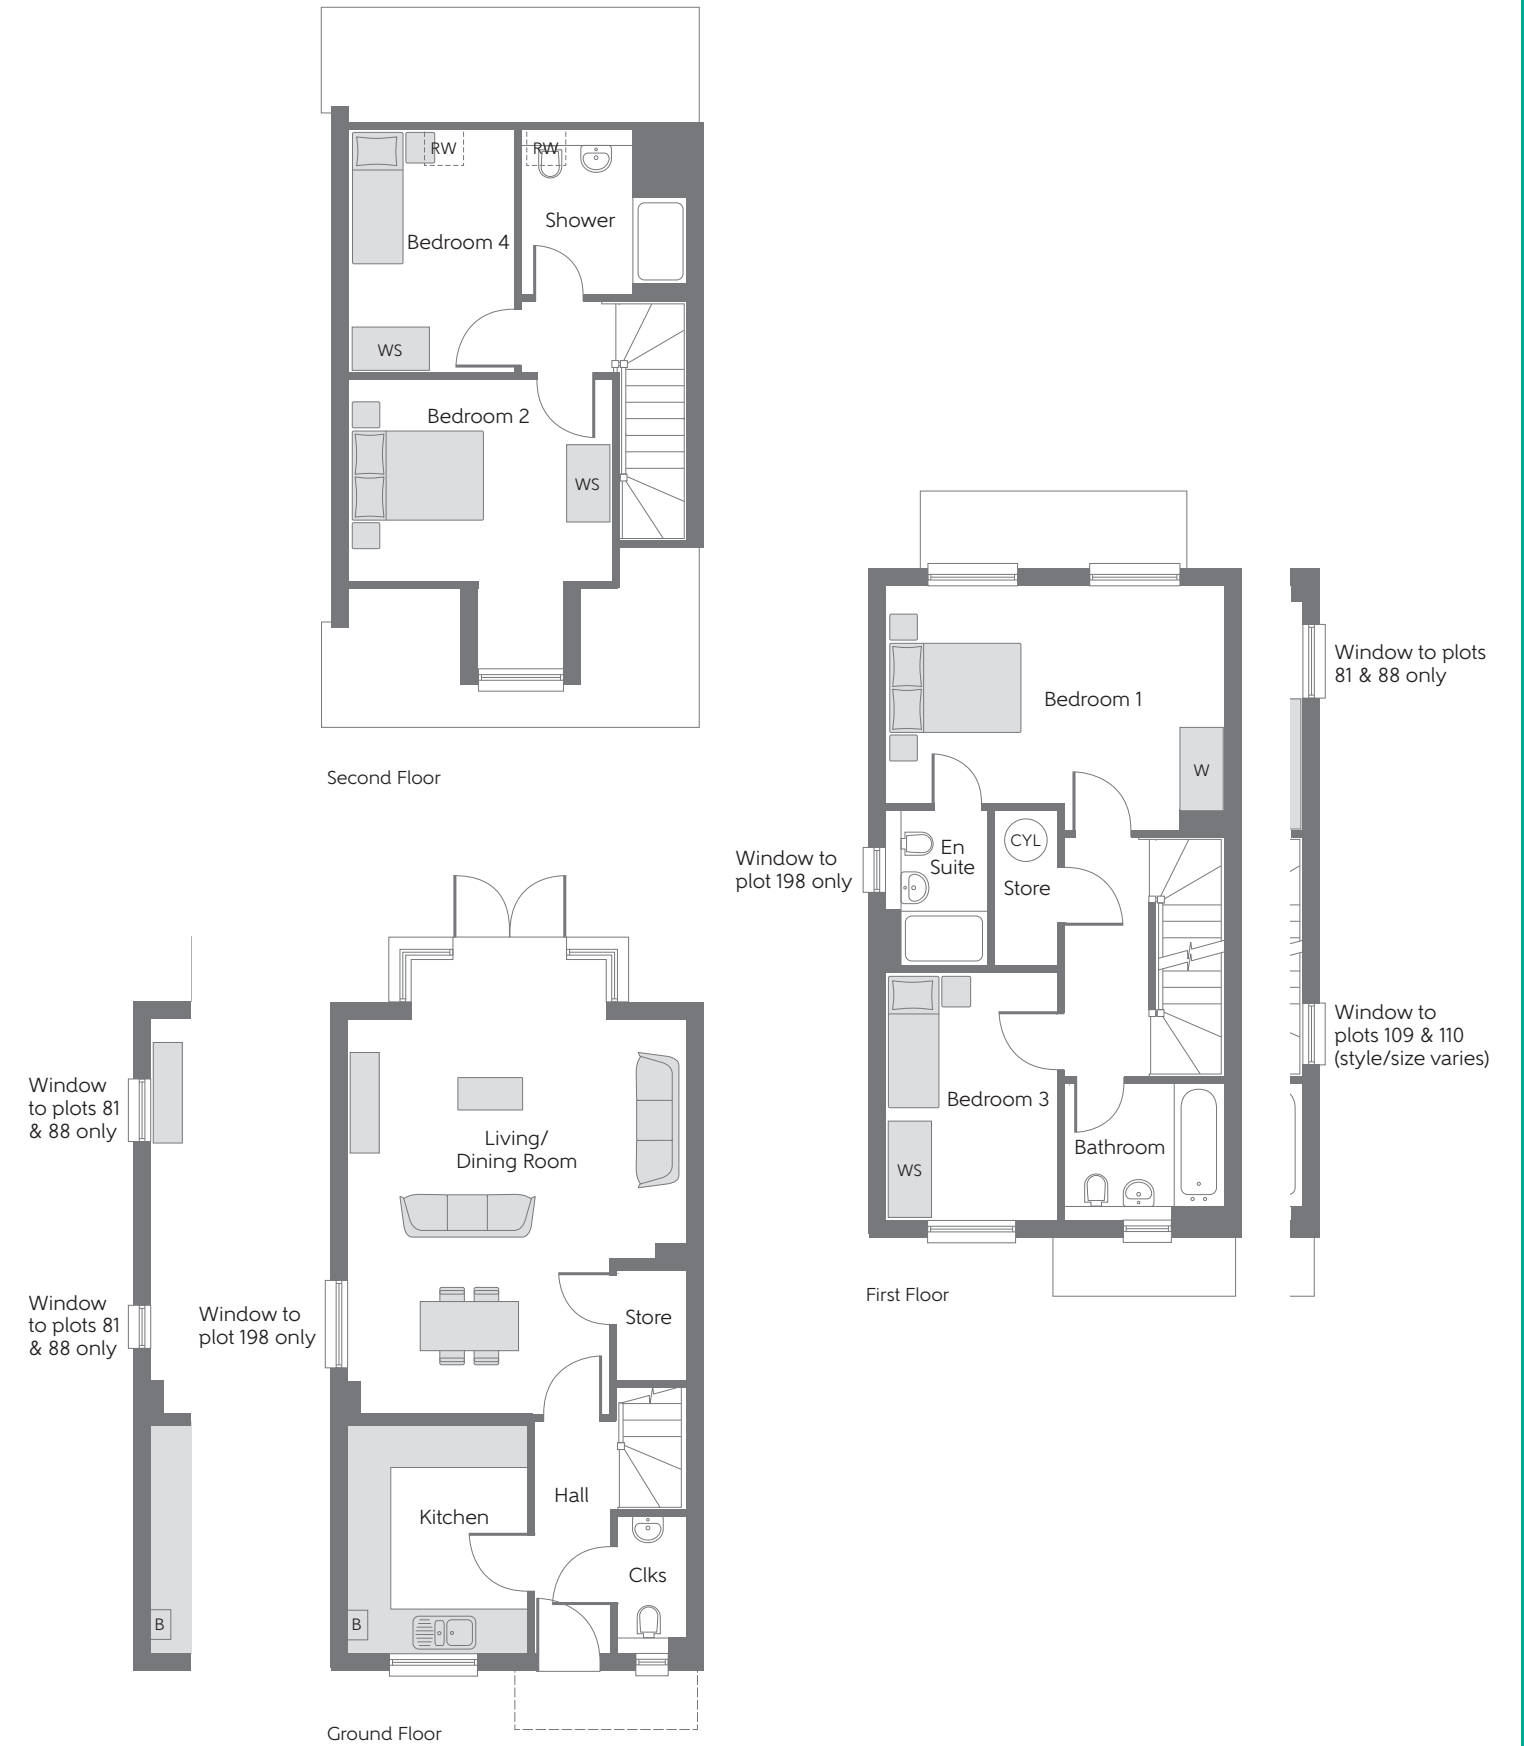 RW
RW
Shower
Bedroom 4
WS
Bedroom 2
WS
Second Floor
Window to plots
81 & 88 only
Bedroom 1
W
Window to
plot 198 only
En
Suite
CYL
Store
Window to
plots 109 & 110
(style/size varies)
Bedroom 3
Bathroom
WS
First Floor
Window
to plots 81
& 88 only
Living/
Dining Room
Window
to plots 81
& 88 only
Window to
plot 198 only
Store
Hall
Kitchen
Clks
B
B
Ground Floor